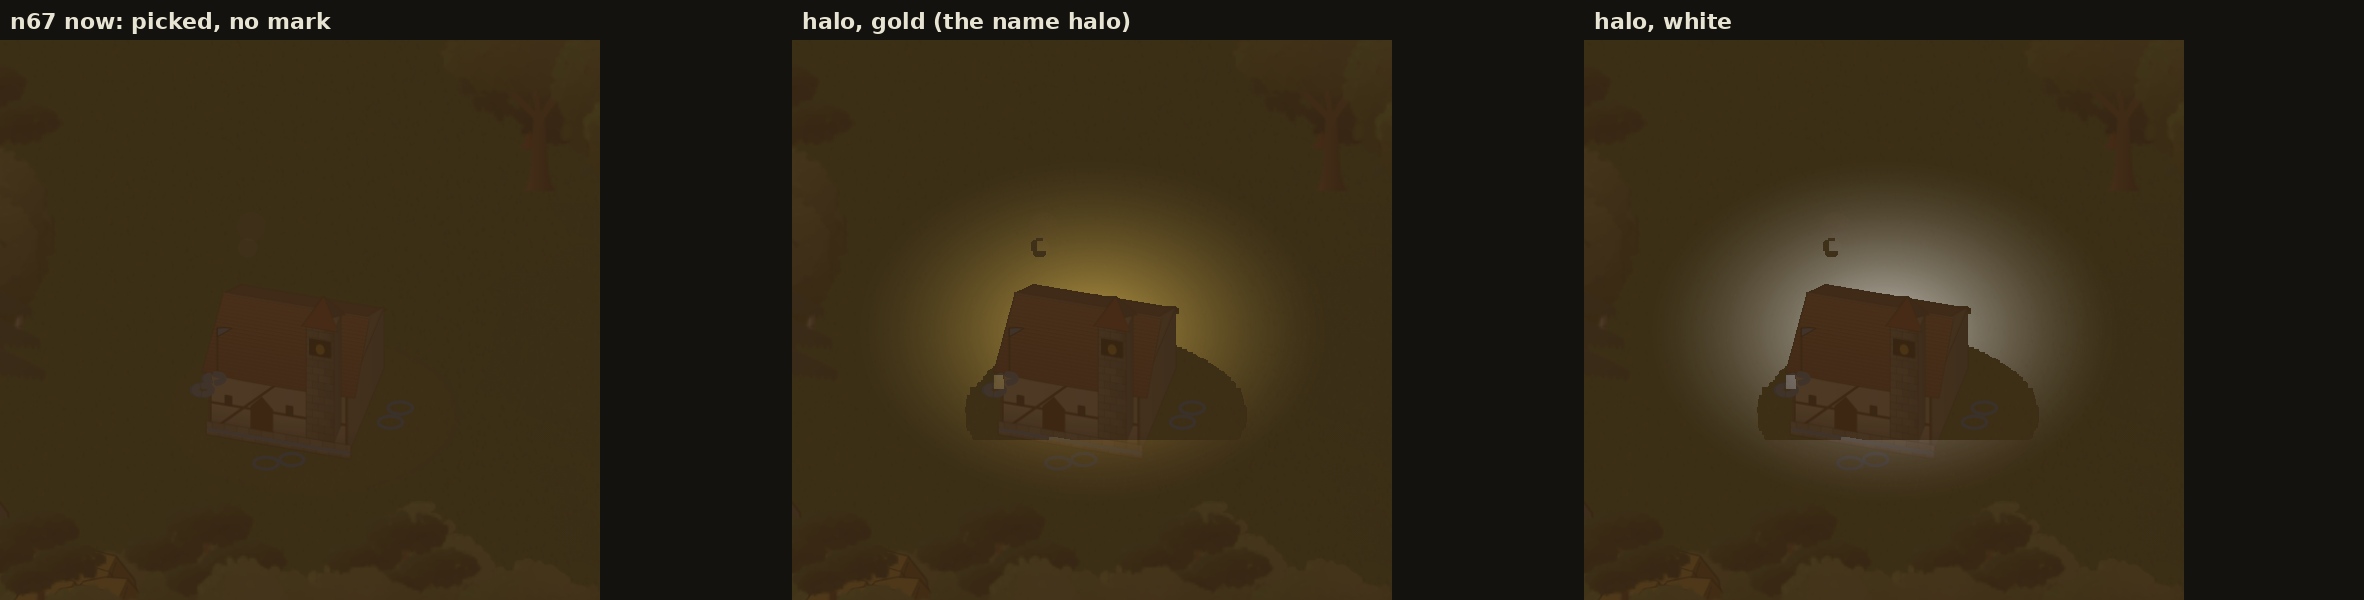 n67 now: picked, no mark
halo, gold (the name halo)
halo, white